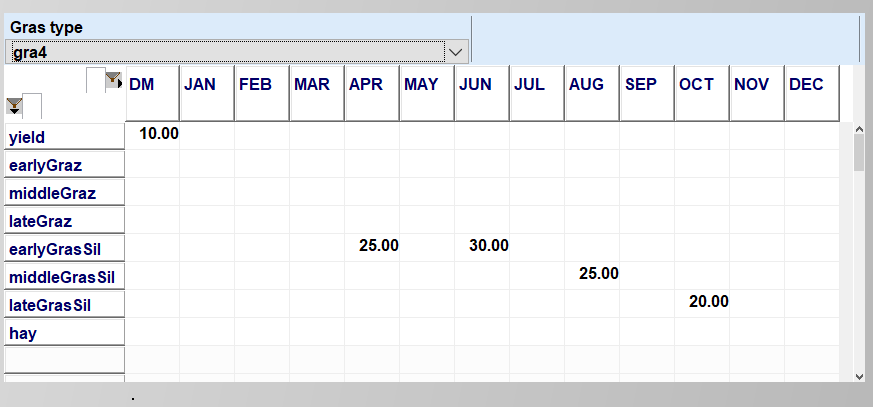 Gras type
gra4
DM JAN FEB MAR APR MAY JUN JUL AUG SEP OCT NOV DEC
yield 10.00
earlyGraz
middleGraz
lateGraz
earlyGrasSil 25.00 30.00
middleGrasSil 25.00
lateGrasSil 20.00
hay
.